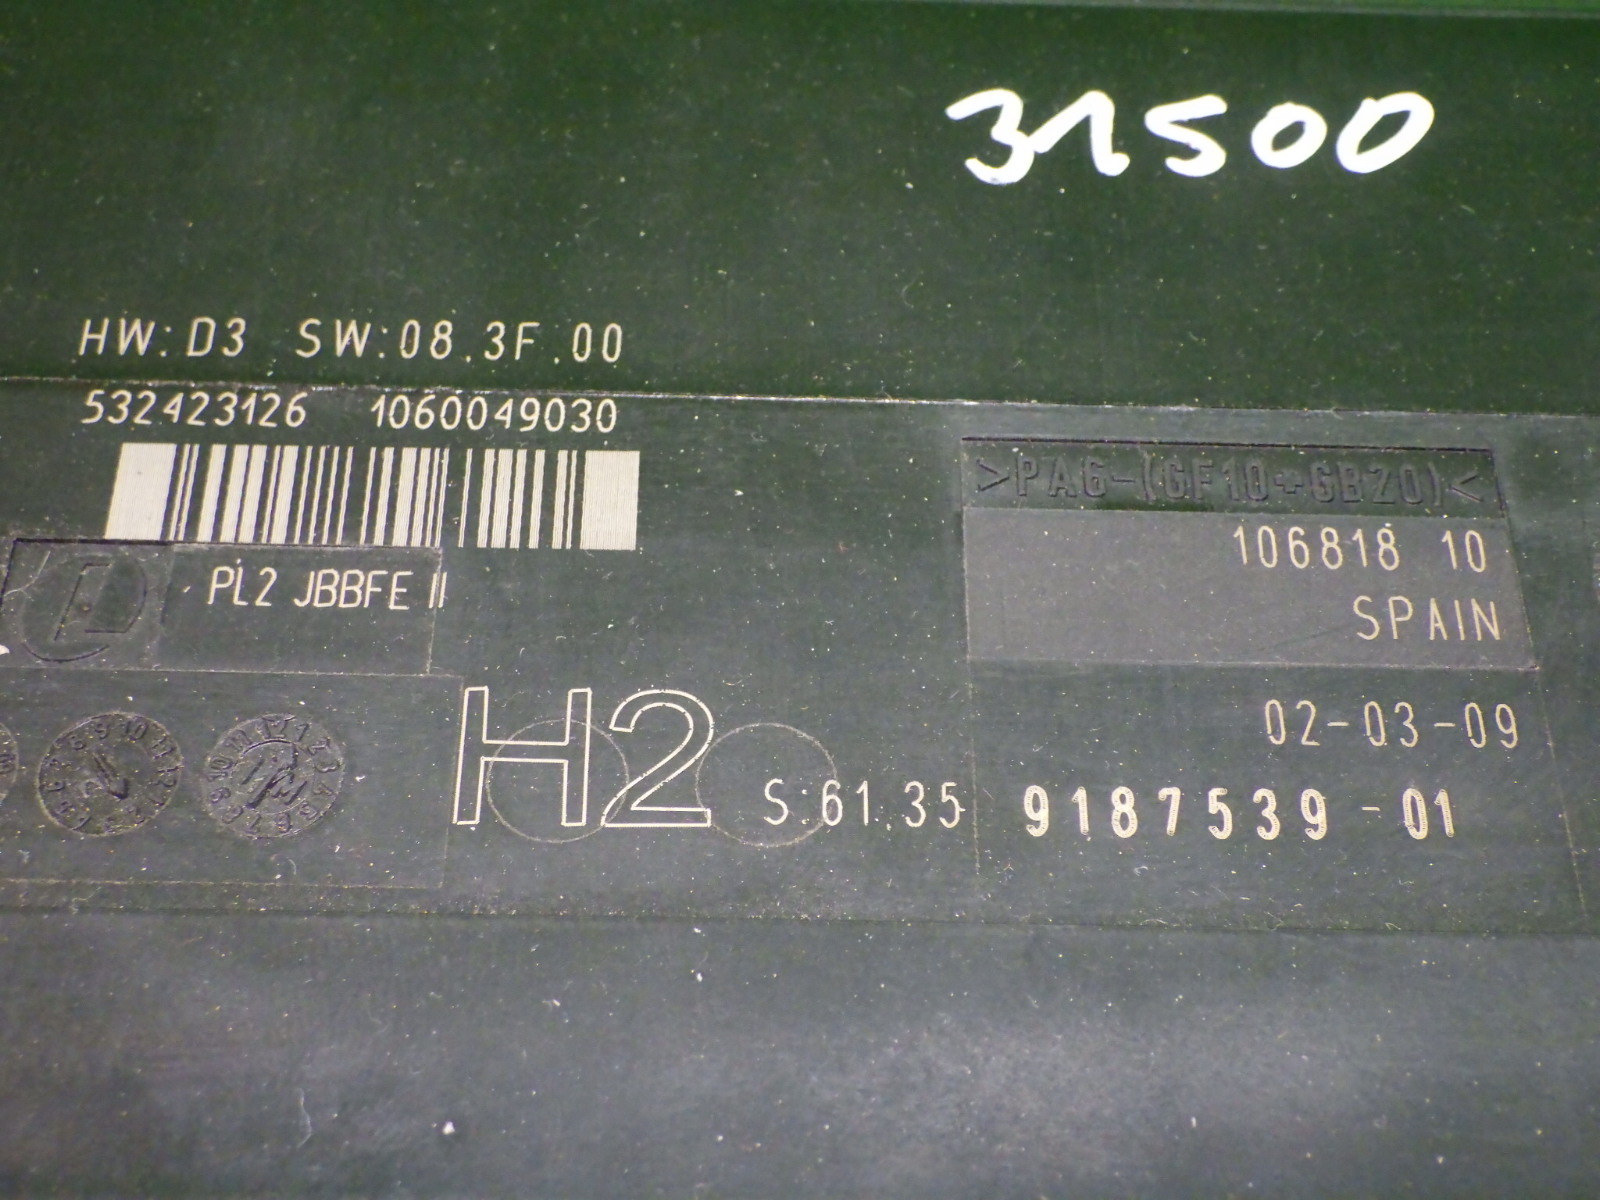 31500
HW:D3 SW:08.3F.00
532423126 1060049030
>PA6-(GF10+GB20)<
106818 10
PL2 JBBFE II
SPAIN
02-03-09
H2 S:61.35 9187539-01